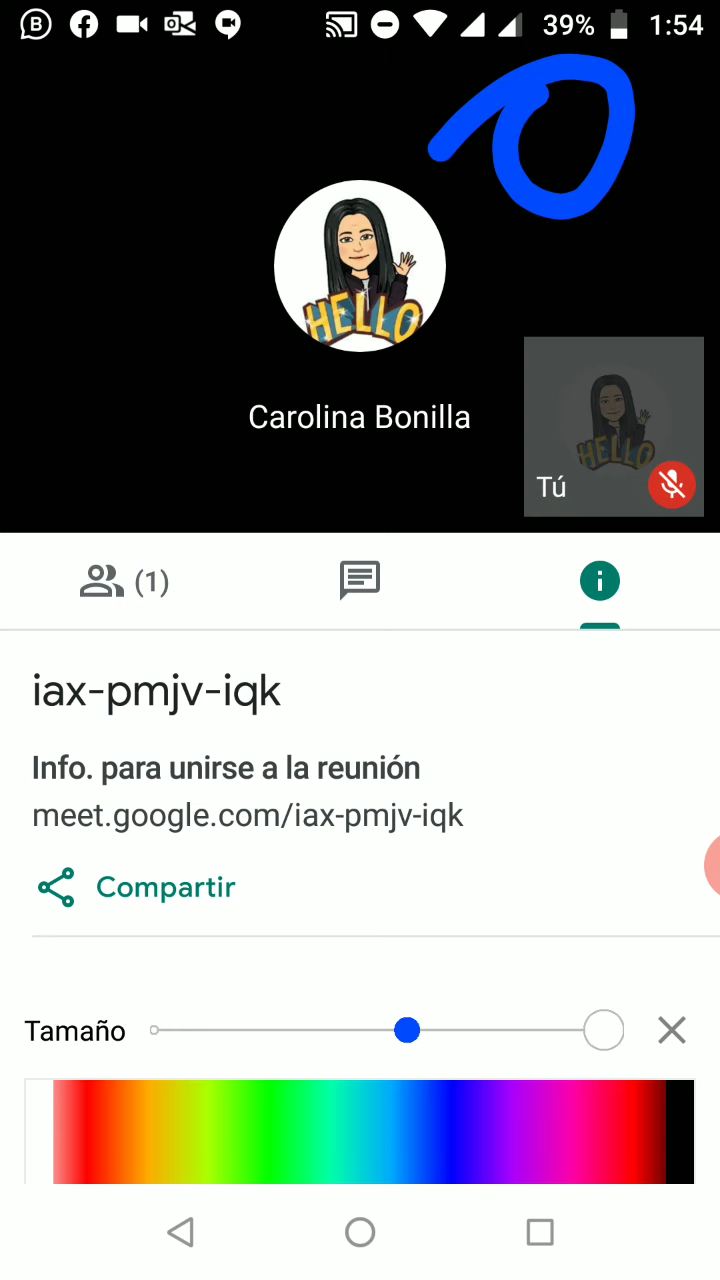 39% 1:54
HELLO
Carolina Bonilla
HELLO
Tú
(1)
iax-pmjv-iqk
Info. para unirse a la reunión
meet.google.com/iax-pmjv-iqk
Compartir
Tamaño